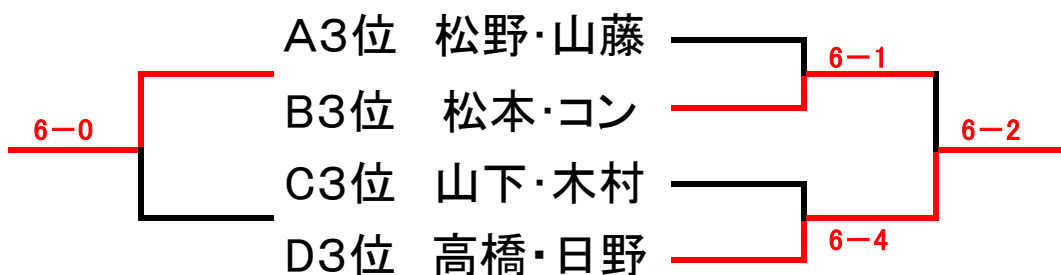 A3位 松野・山藤
6－1
B3位 松本・コン
6－0
6－2
C3位 山下・木村
6－4
D3位 高橋・日野